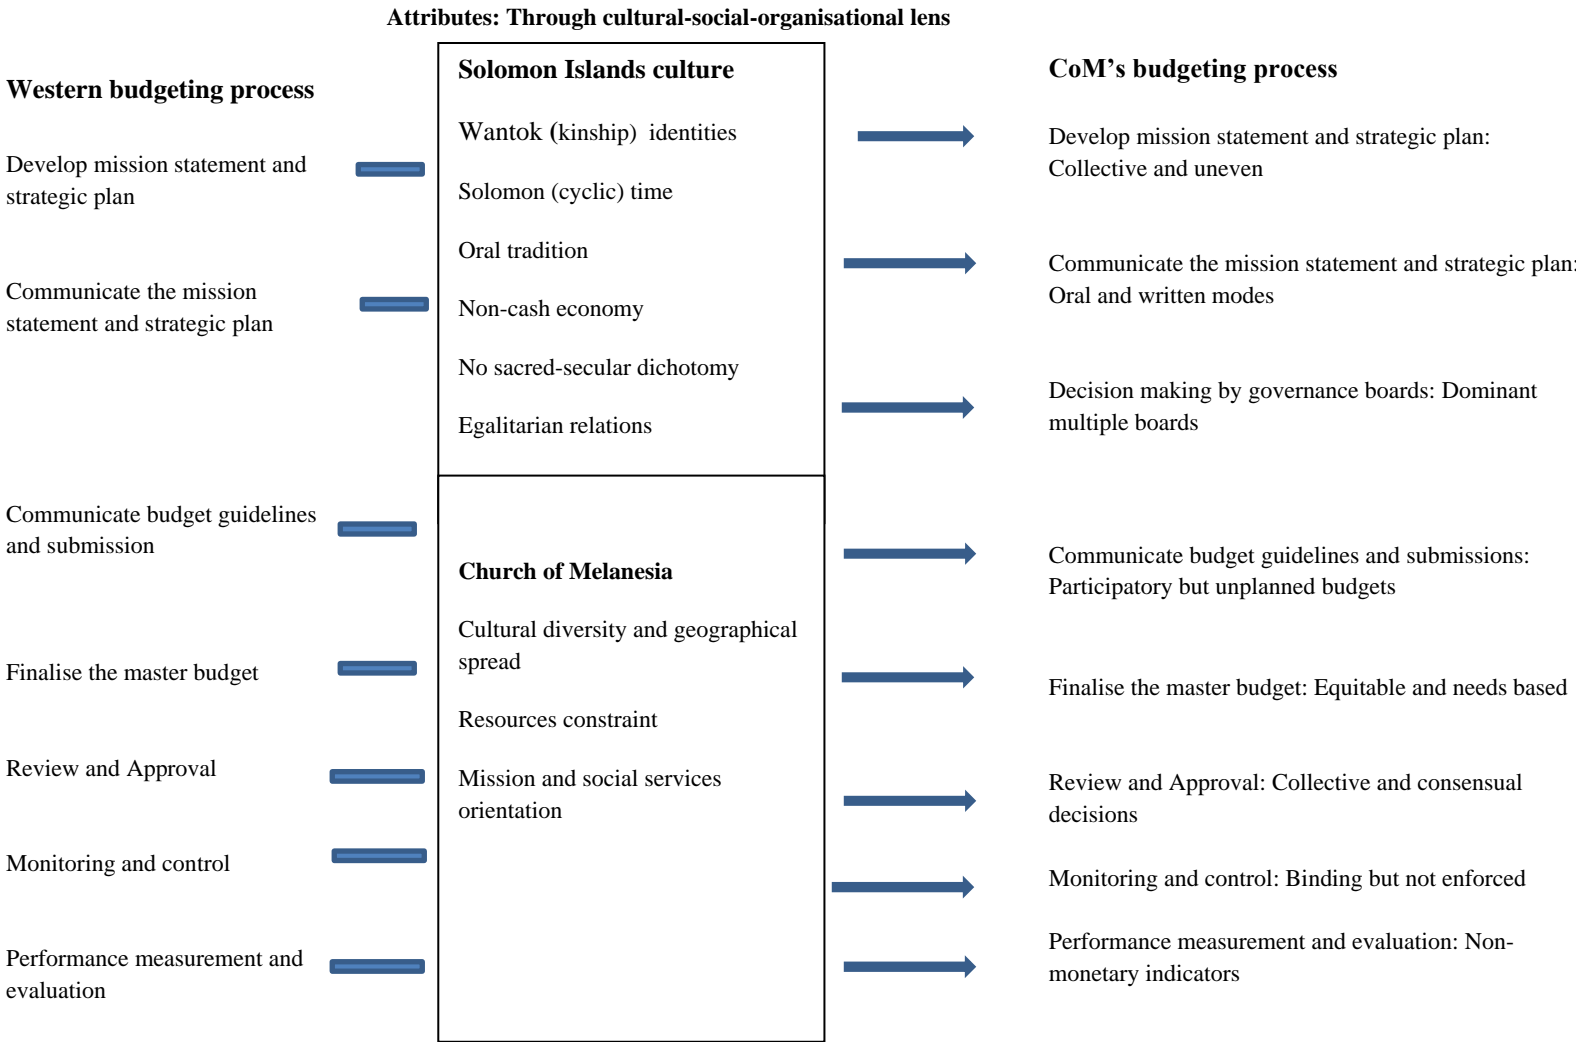 Attributes: Through cultural-social-organisational lens
Western budgeting process
Develop mission statement and
strategic plan
Communicate the mission
statement and strategic plan
Communicate budget guidelines
and submission
Finalise the master budget
Review and Approval
Monitoring and control
Performance measurement and
evaluation
Solomon Islands culture
Wantok (kinship) identities
Solomon (cyclic) time
Oral tradition
Non-cash economy
No sacred-secular dichotomy
Egalitarian relations
Church of Melanesia
Cultural diversity and geographical
spread
Resources constraint
Mission and social services
orientation
CoM’s budgeting process
Develop mission statement and strategic plan:
Collective and uneven
Communicate the mission statement and strategic plan:
Oral and written modes
Decision making by governance boards: Dominant
multiple boards
Communicate budget guidelines and submissions:
Participatory but unplanned budgets
Finalise the master budget: Equitable and needs based
Review and Approval: Collective and consensual
decisions
Monitoring and control: Binding but not enforced
Performance measurement and evaluation: Non-
monetary indicators